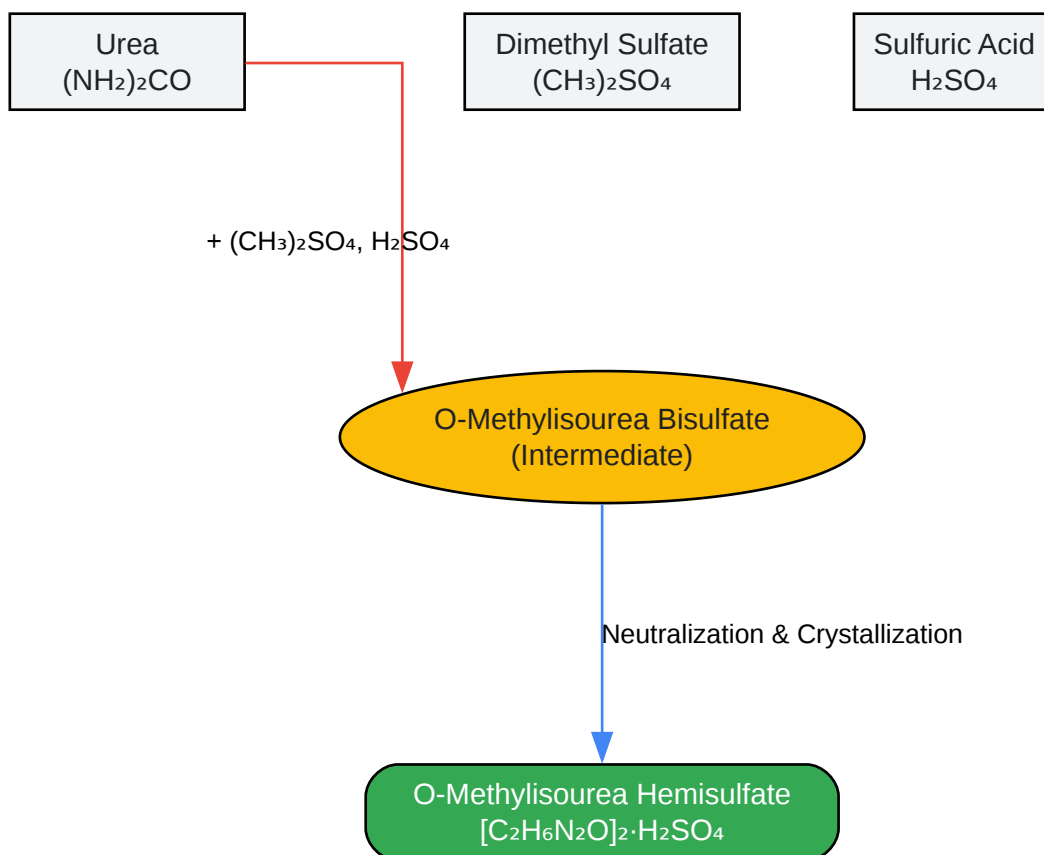 Urea
(NH₂)₂CO
Dimethyl Sulfate
(CH₃)₂SO₄
Sulfuric Acid
H₂SO₄
+ (CH₃)₂SO₄, H₂SO₄
O-Methylisourea Bisulfate
(Intermediate)
Neutralization & Crystallization
O-Methylisourea Hemisulfate
[C₂H₆N₂O]₂·H₂SO₄